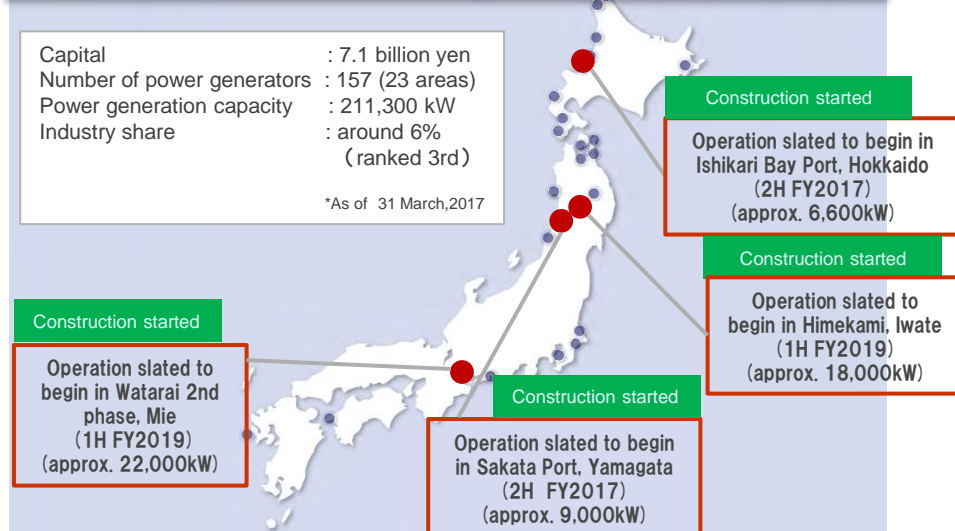 Capital : 7.1 billion yen
Number of power generators : 157 (23 areas)
Power generation capacity : 211,300 kW
Industry share : around 6%
（ranked 3rd）
*As of 31 March,2017
Construction started
Operation slated to begin in
Ishikari Bay Port, Hokkaido
(2H FY2017)
(approx. 6,600kW)
Construction started
Operation slated to
begin in Himekami, Iwate
(1H FY2019)
(approx. 18,000kW)
Construction started
Operation slated to
begin in Watarai 2nd
phase, Mie
(1H FY2019)
(approx. 22,000kW)
Construction started
Operation slated to begin
in Sakata Port, Yamagata
(2H FY2017)
(approx. 9,000kW)